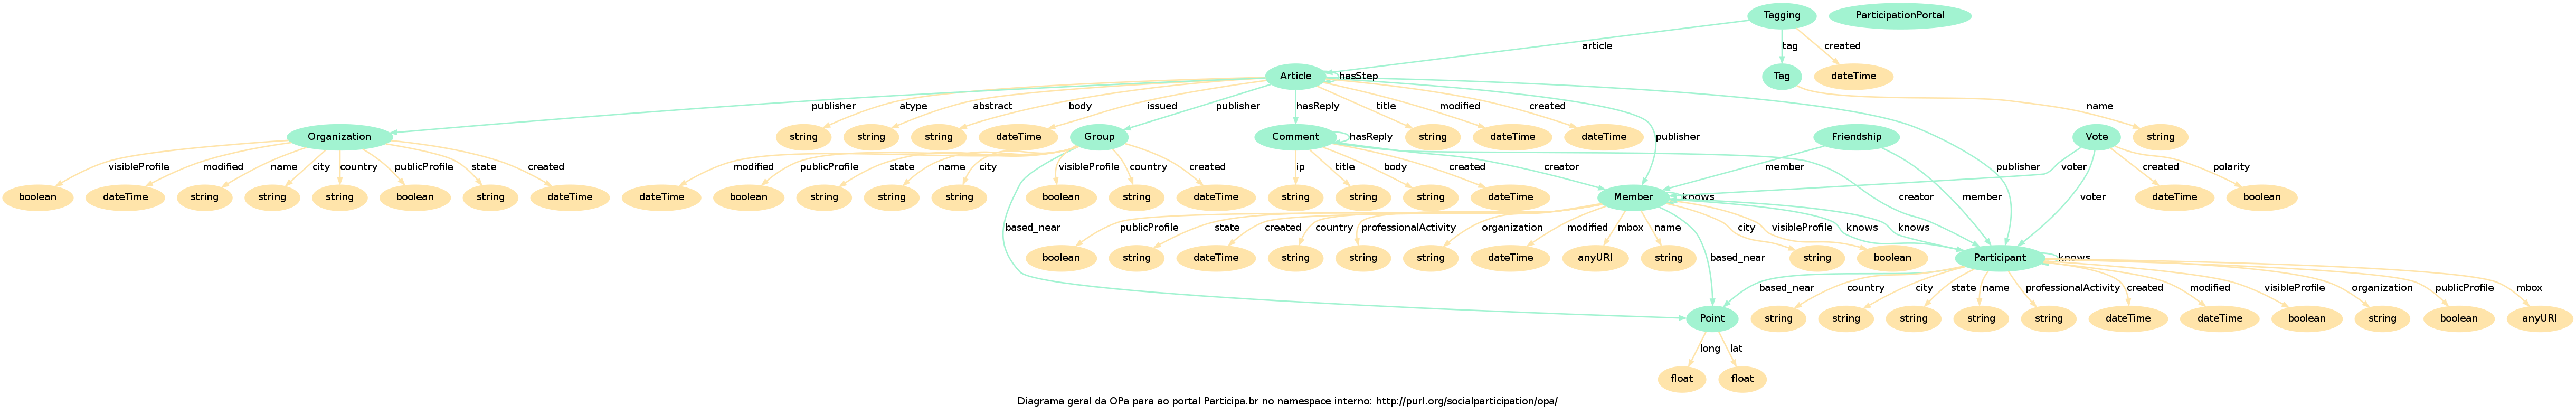 Tagging ParticipationPortal
article tag created
Article hasStep Tag dateTime
publisher atype abstract body issued publisher hasReply title modified created publisher publisher name
Organization string string string dateTime Group Comment hasReply string dateTime dateTime Friendship Vote string
visibleProfile modified name city country publicProfile state created modified publicProfile state name city visibleProfile country created ip title body created creator member creator member voter voter created polarity
boolean dateTime string string string boolean string dateTime dateTime boolean string string string boolean string dateTime string string string dateTime Member knows dateTime boolean
based_near publicProfile state created country professionalActivity organization modified mbox name based_near city visibleProfile knows knows
boolean string dateTime string string string dateTime anyURI string string boolean Participant knows
based_near country city state name professionalActivity created modified visibleProfile organization publicProfile mbox
Point string string string string string dateTime dateTime boolean string boolean anyURI
long lat
float float
Diagrama geral da OPa para ao portal Participa.br no namespace interno: http://purl.org/socialparticipation/opa/